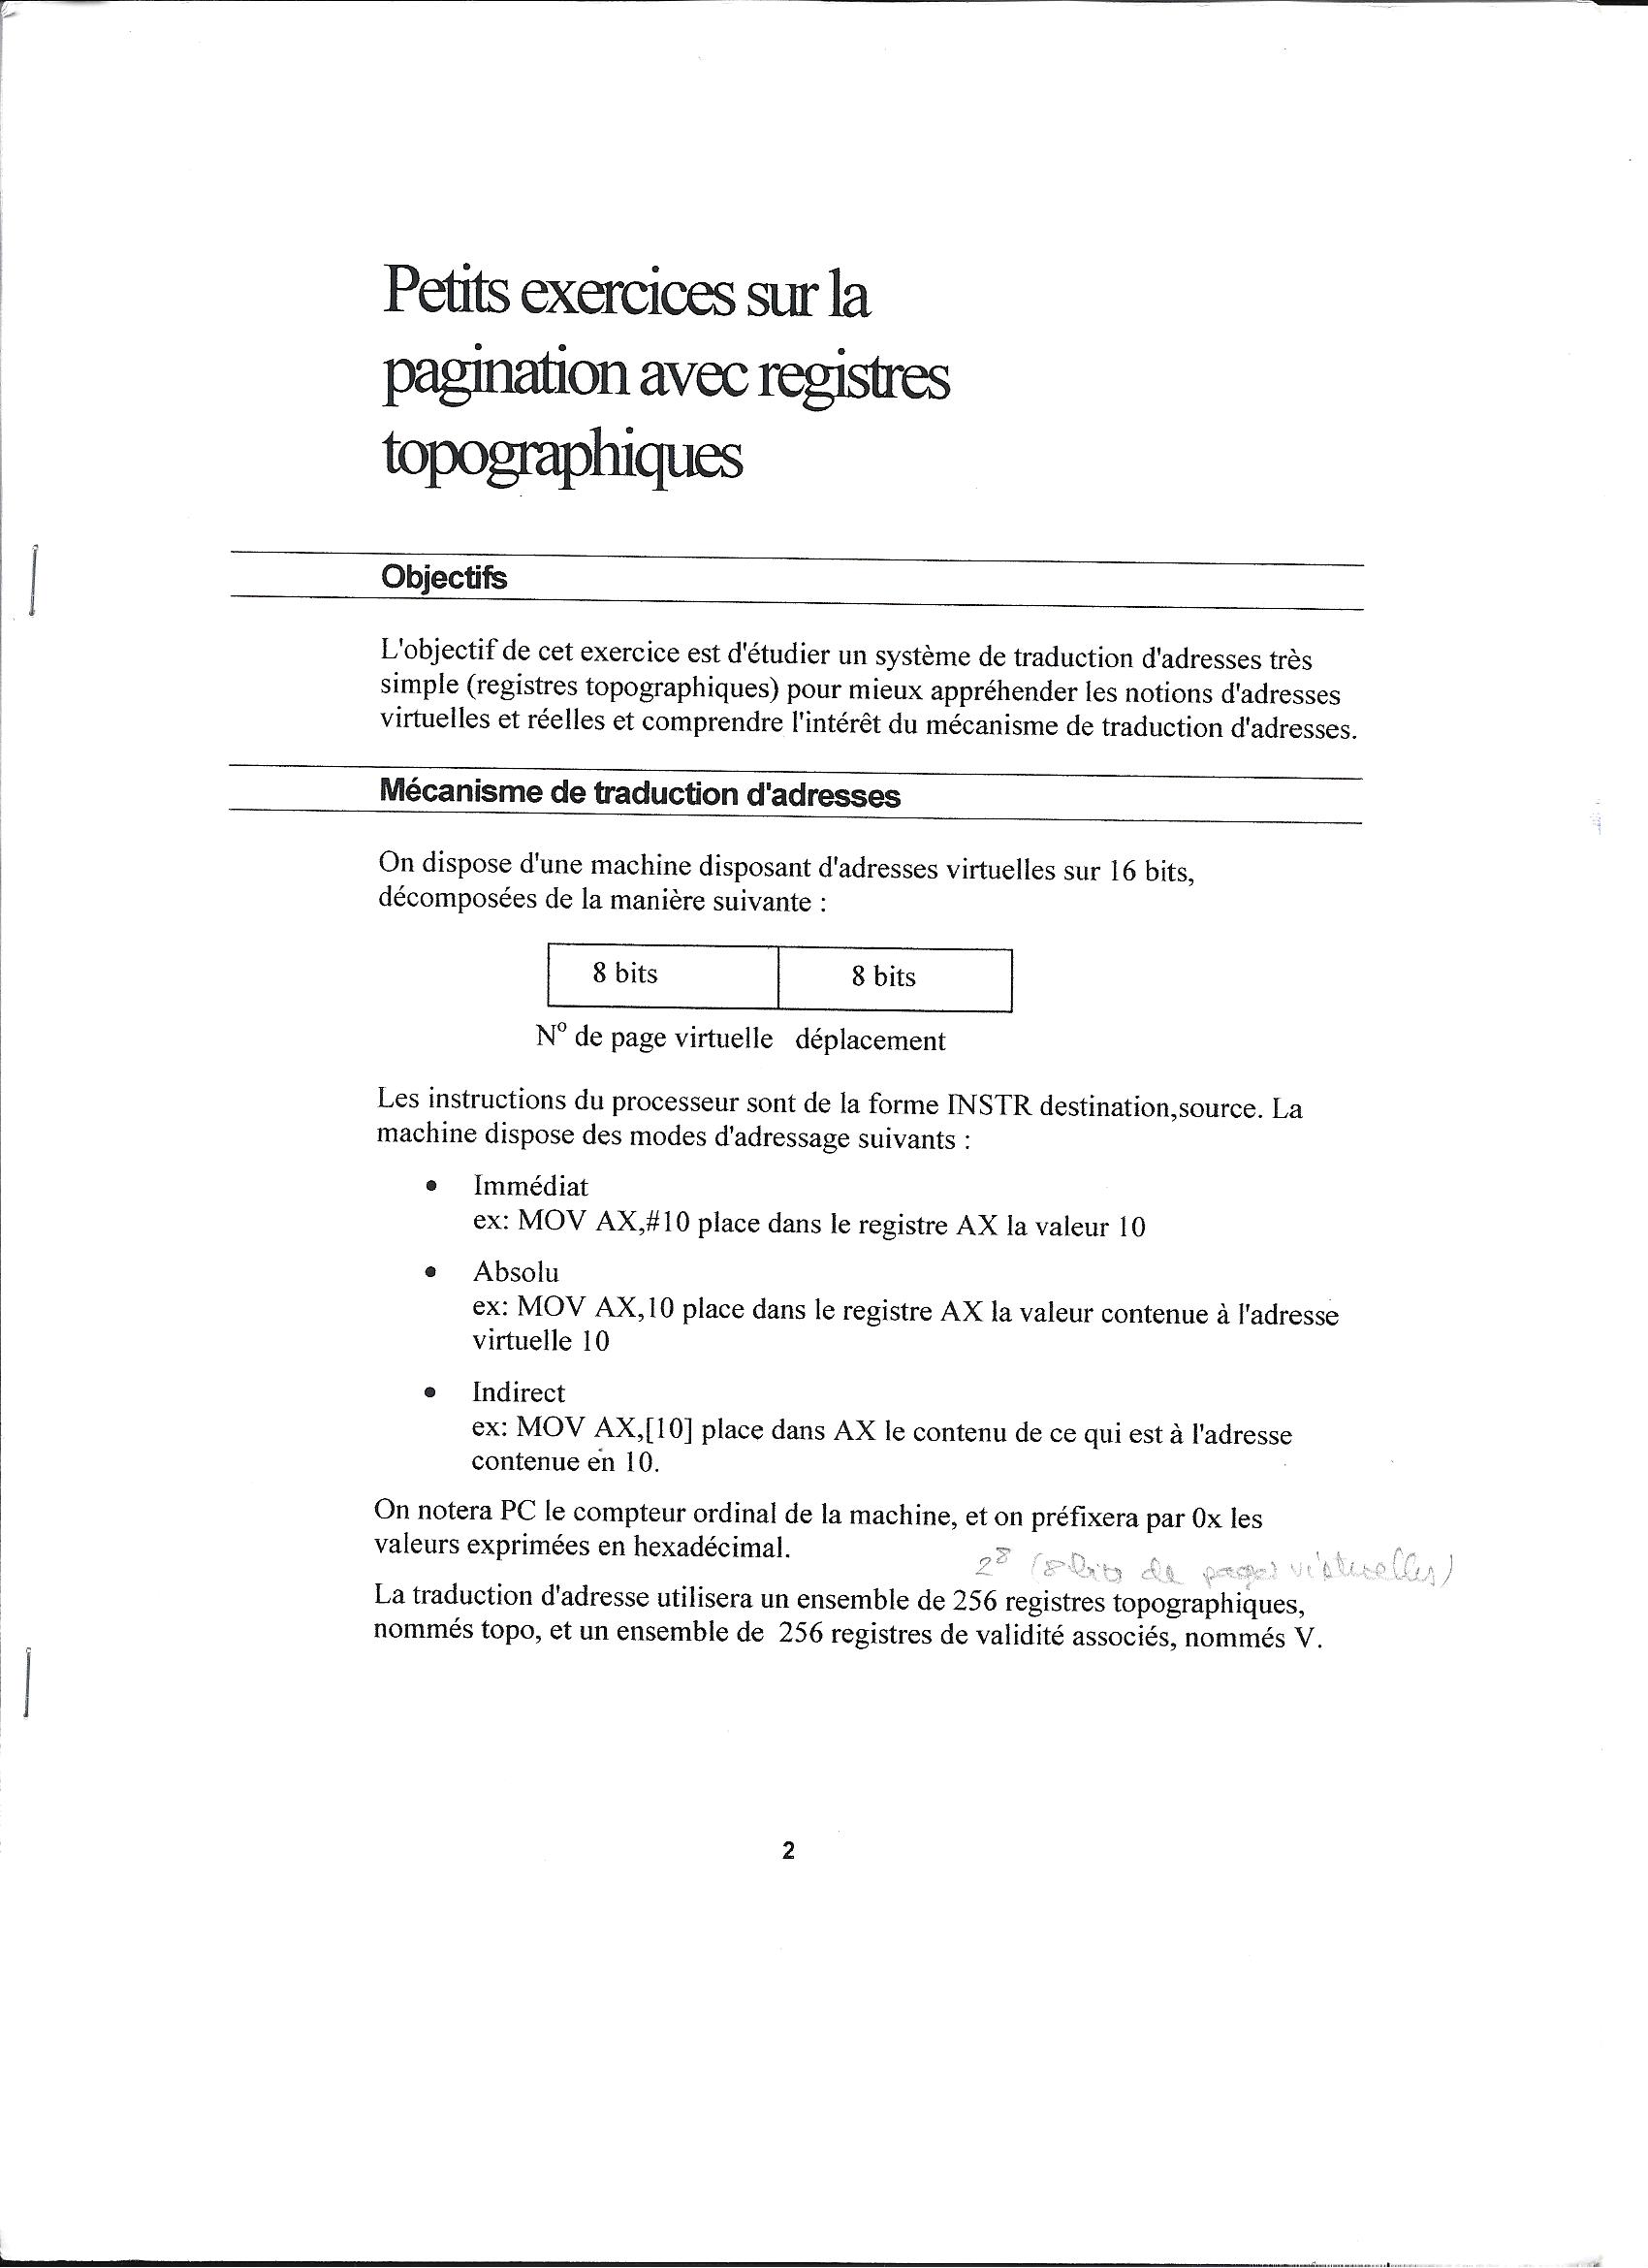 Petits exercices sur la
pagination avec registres
topographiques
Objectifs
L'objectif de cet exercice est d'étudier un système de traduction d'adresses très
simple (registres topographiques) pour mieux appréhender les notions d'adresses
virtuelles et réelles et comprendre l'intérêt du mécanisme de traduction d'adresses.
Mécanisme de traduction d'adresses
On dispose d'une machine disposant d'adresses virtuelles sur 16 bits,
décomposées de la manière suivante :
8 bits 8 bits
N° de page virtuelle déplacement
Les instructions du processeur sont de la forme INSTR destination,source. La
machine dispose des modes d'adressage suivants :
• Immédiat
ex: MOV AX,#10 place dans le registre AX la valeur 10
• Absolu
ex: MOV AX,10 place dans le registre AX la valeur contenue à l'adresse
virtuelle 10
• Indirect
ex: MOV AX,[10] place dans AX le contenu de ce qui est à l'adresse
contenue en 10.
On notera PC le compteur ordinal de la machine, et on préfixera par 0x les
valeurs exprimées en hexadécimal.
2⁸ (8 bits de pages virtuelles)
La traduction d'adresse utilisera un ensemble de 256 registres topographiques,
nommés topo, et un ensemble de 256 registres de validité associés, nommés V.
2